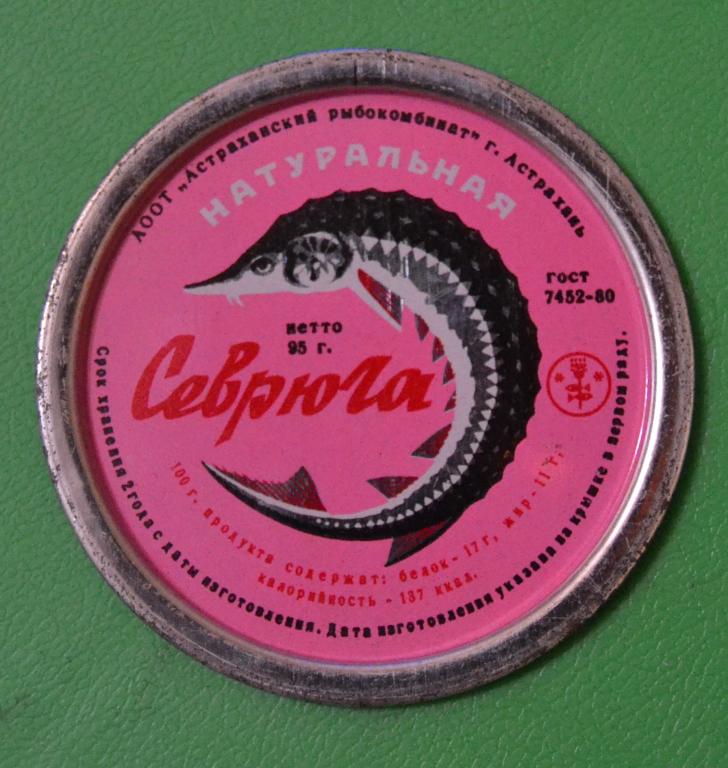 АООТ „Астраханский рыбокомбинат" г. Астрахань
НАТУРАЛЬНАЯ
ГОСТ
7452-80
нетто
95 г.
Севрюга
100 г. продукта содержат: белок - 17 г, жир - 11 г,
калорийность - 137 ккал.
Срок хранения 2 года с даты изготовления. Дата изготовления указана на крышке в первом ряду.